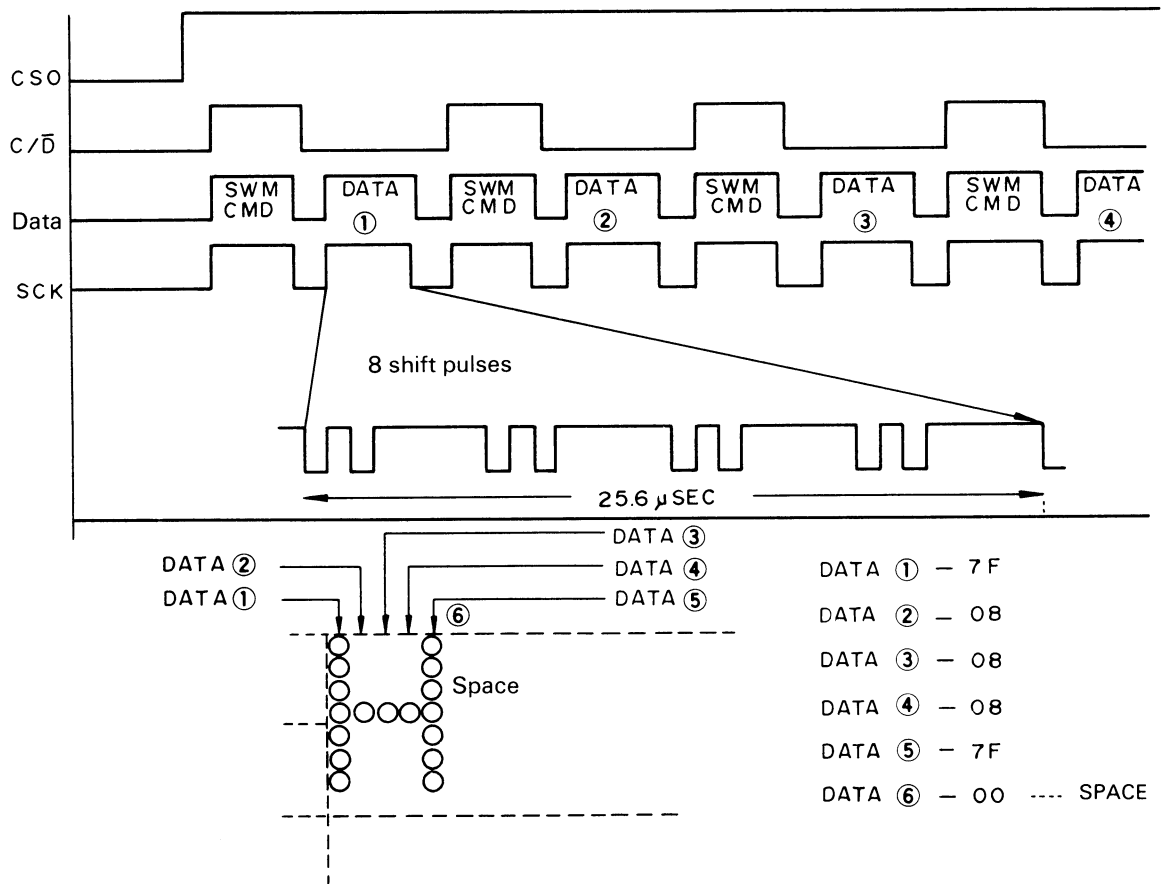 CSO
C/D̅
SWM CMD
DATA ①
SWM CMD
DATA ②
SWM CMD
DATA ③
SWM CMD
DATA ④
Data
SCK
8 shift pulses
25.6 μSEC
DATA ③
DATA ②
DATA ④
DATA ①
DATA ⑤
⑥
Space
DATA ① – 7F
DATA ② – 08
DATA ③ – 08
DATA ④ – 08
DATA ⑤ – 7F
DATA ⑥ – 00 ---- SPACE